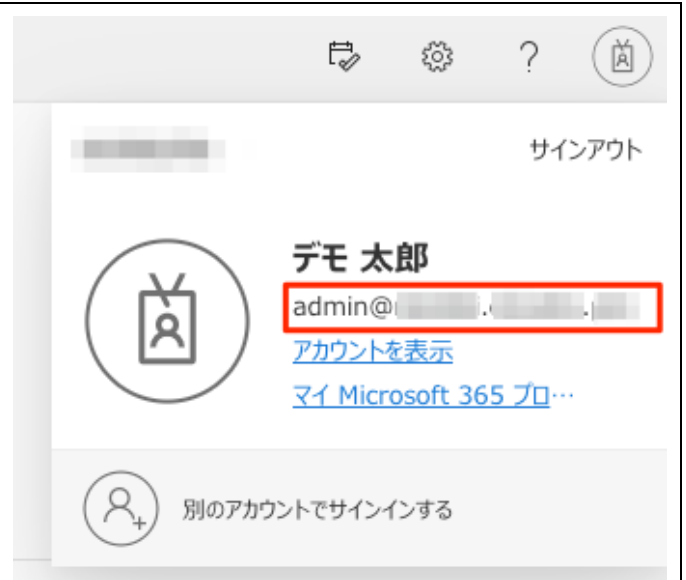 ?
サインアウト
デモ 太郎
admin@
アカウントを表示
マイ Microsoft 365 プロ…
別のアカウントでサインインする